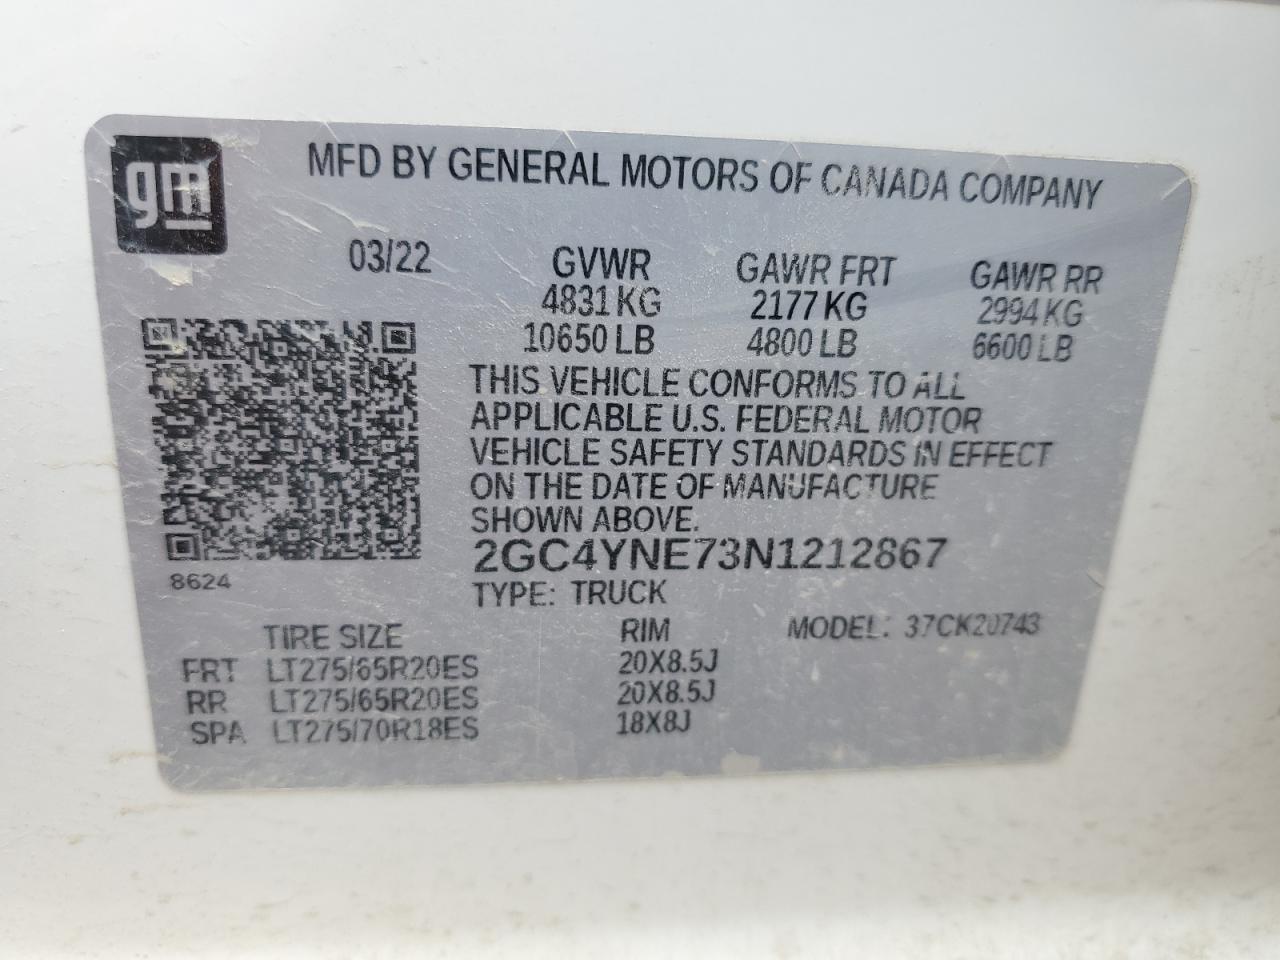 gm
MFD BY GENERAL MOTORS OF CANADA COMPANY
03/22 GVWR GAWR FRT GAWR RR
4831 KG 2177 KG 2994 KG
10650 LB 4800 LB 6600 LB
THIS VEHICLE CONFORMS TO ALL
APPLICABLE U.S. FEDERAL MOTOR
VEHICLE SAFETY STANDARDS IN EFFECT
ON THE DATE OF MANUFACTURE
SHOWN ABOVE.
2GC4YNE73N1212867
8624
TYPE: TRUCK
TIRE SIZE RIM MODEL: 37CK20743
FRT LT275/65R20ES 20X8.5J
RR LT275/65R20ES 20X8.5J
SPA LT275/70R18ES 18X8J